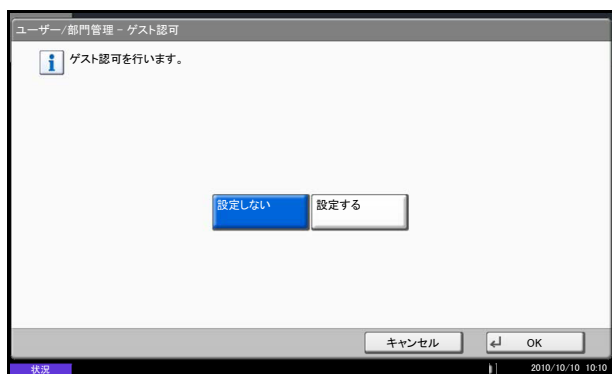 ユーザー/部門管理 - ゲスト認可
ゲスト認可を行います。
設定しない
設定する
キャンセル
OK
状況
2010/10/10 10:10